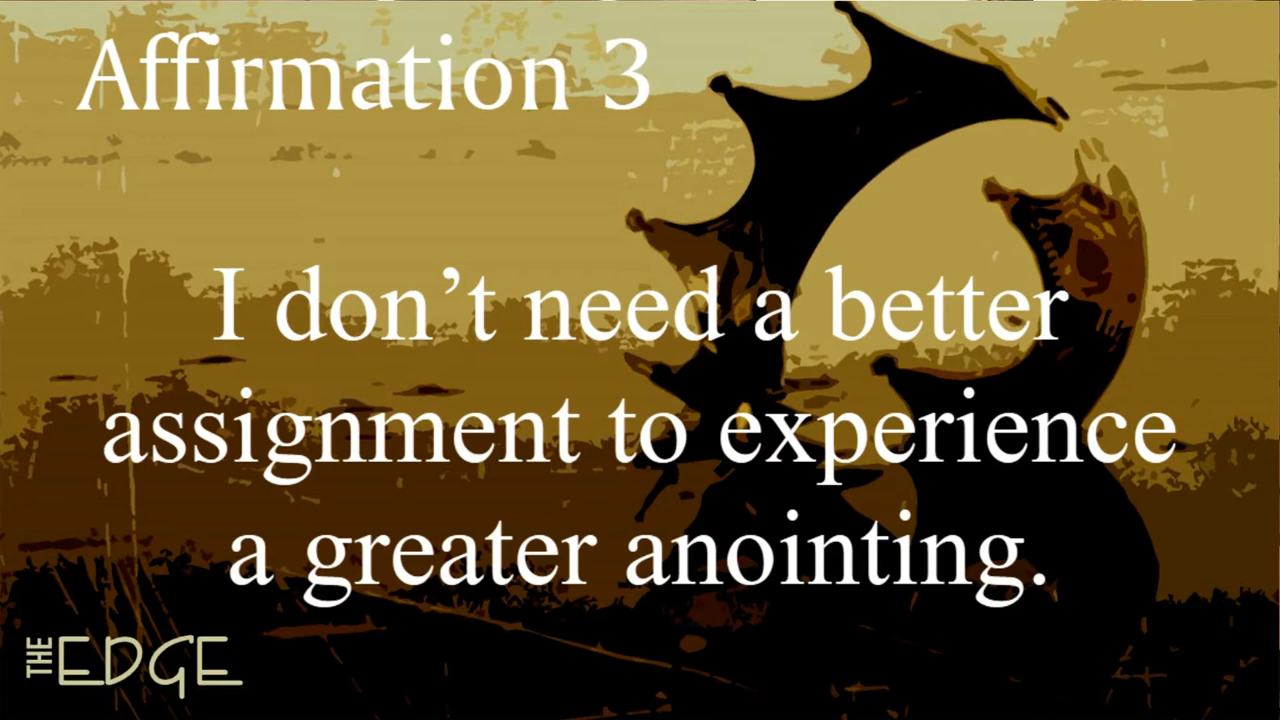 Affirmation 3
I don’t need a better
assignment to experience
a greater anointing.
THE EDGE